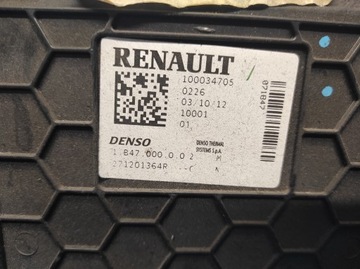 RENAULT
100034705
0226
03/10/12
10001
01
071847
DENSO
DENSO THERMAL
SYSTEMS S.p.A.
271201364R